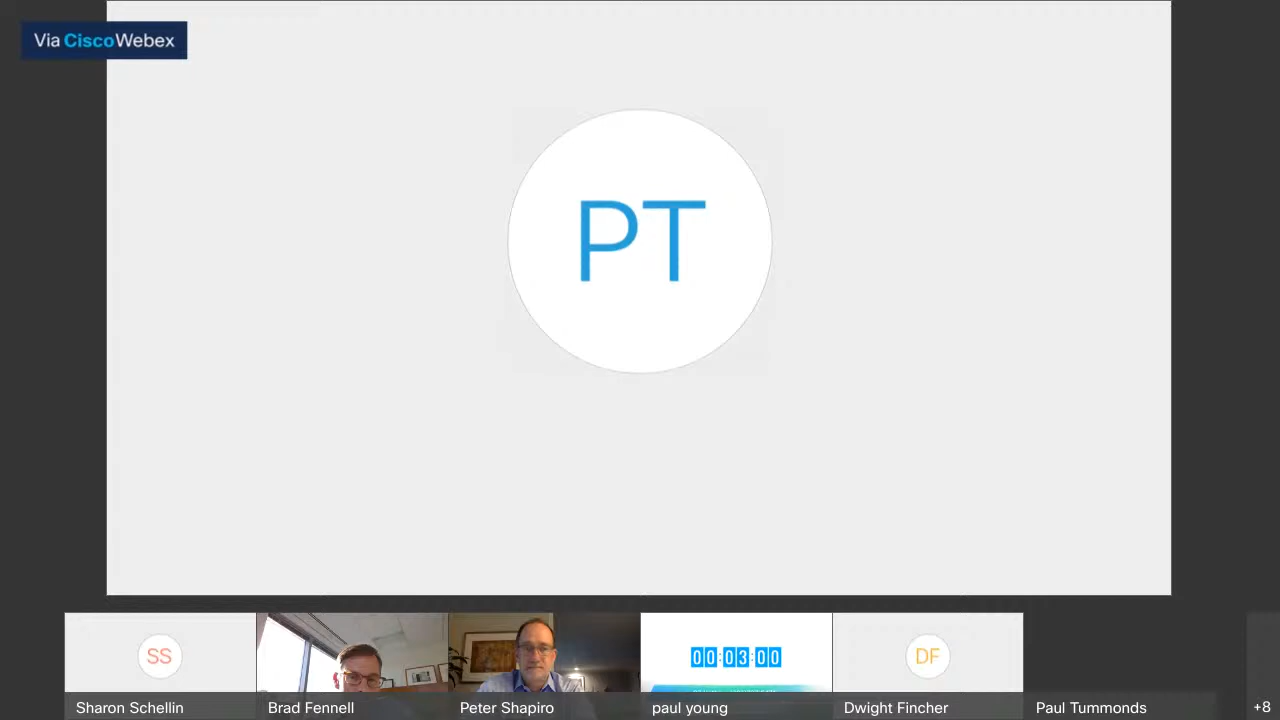 Via CiscoWebex
PT
SS
00:03:00
DF
Sharon Schellin
Brad Fennell
Peter Shapiro
paul young
Dwight Fincher
Paul Tummonds
+8